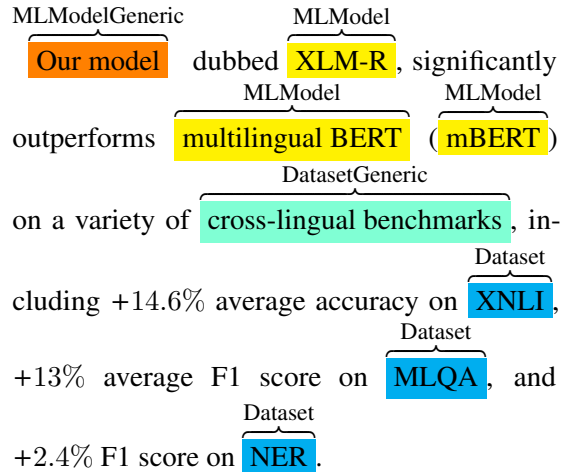 MLModelGeneric MLModel
Our model dubbed XLM-R, significantly
MLModel MLModel
outperforms multilingual BERT (mBERT)
DatasetGeneric
on a variety of cross-lingual benchmarks, in-
Dataset
cluding +14.6% average accuracy on XNLI,
Dataset
+13% average F1 score on MLQA, and
Dataset
+2.4% F1 score on NER.